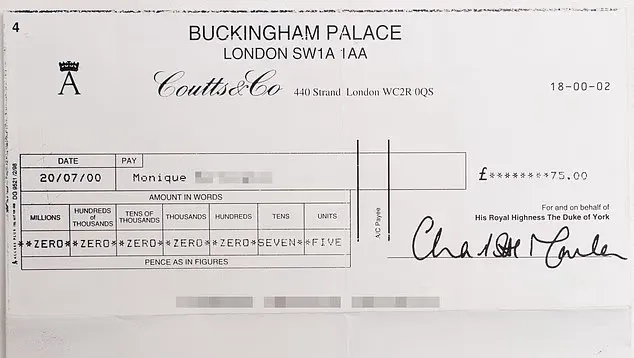 4
BUCKINGHAM PALACE
LONDON SW1A 1AA
A
Coutts&Co 440 Strand London WC2R 0QS
18-00-02
DATE PAY
20/07/00 Monique
£********75.00
AMOUNT IN WORDS
MILLIONS HUNDREDS of THOUSANDS TENS OF THOUSANDS THOUSANDS HUNDREDS TENS UNITS
**ZERO*ZERO**ZERO**ZERO*ZERO*SEVEN**FIVE
PENCE AS IN FIGURES
A/C Payee
For and on behalf of
His Royal Highness The Duke of York